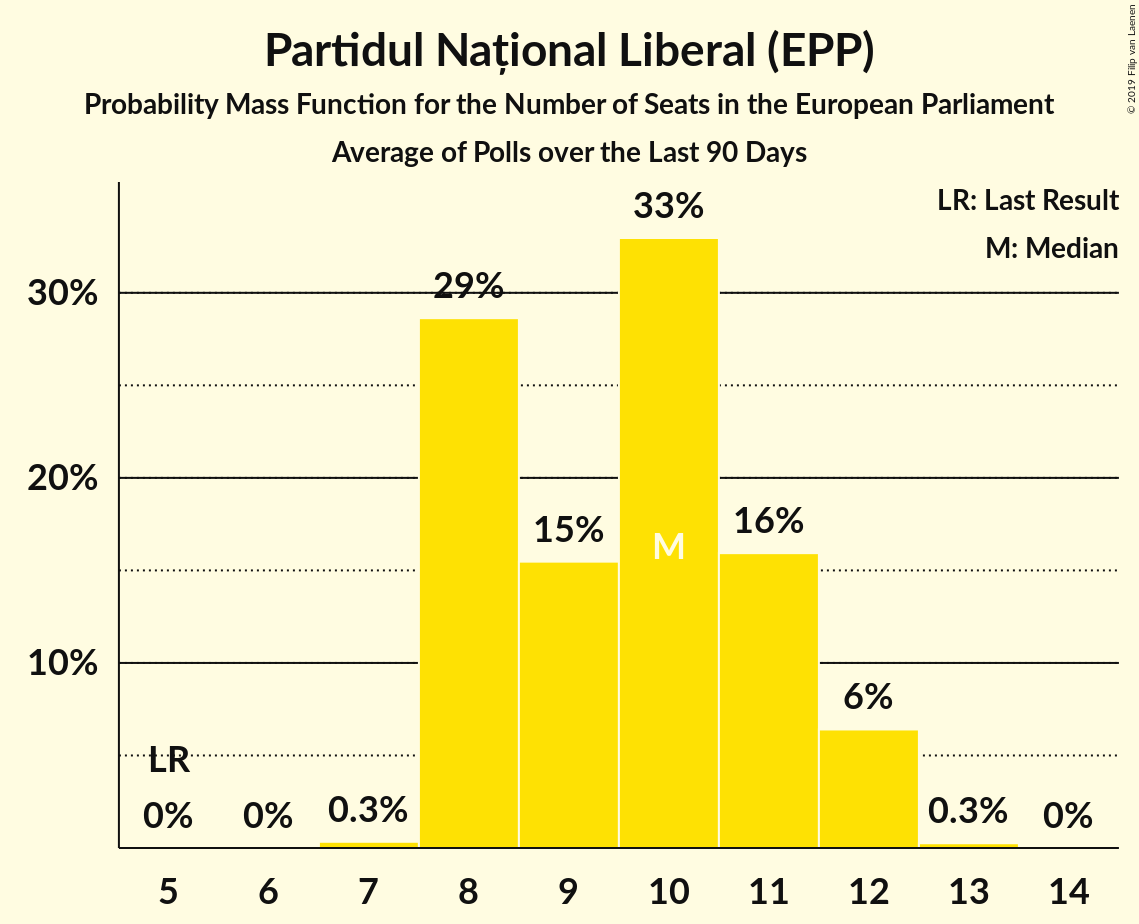 © 2019 Filip van Laenen
Partidul Național Liberal (EPP)
Probability Mass Function for the Number of Seats in the European Parliament
Average of Polls over the Last 90 Days
LR: Last Result
M: Median
33%
29%
30%
20%
16%
15%
M
10%
6%
LR
0%
0%
0.3%
0.3%
0%
5 6 7 8 9 10 11 12 13 14